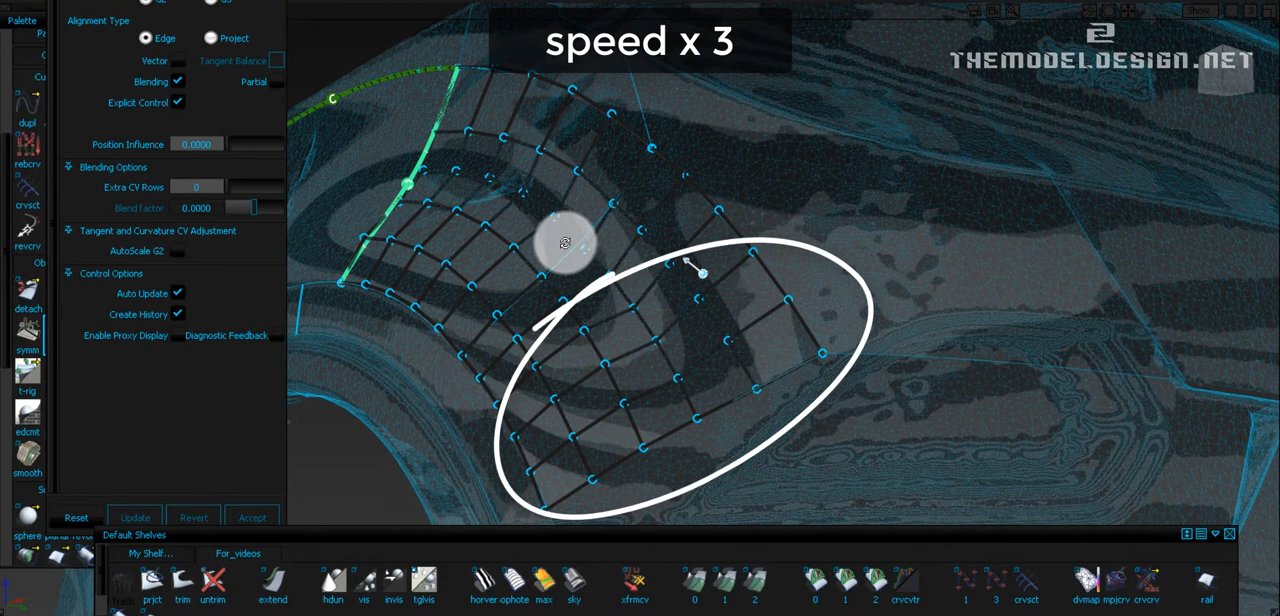 speed x 3
THEMODELDESIGN.NET
Show
Palette
Alignment Type
Edge
Project
Vector
Tangent Balance
Blending
Partial
Explicit Control
Position Influence
0.0000
Blending Options
Extra CV Rows
0
Blend factor
0.0000
Tangent and Curvature CV Adjustment
AutoScale G2
Control Options
Auto Update
Create History
Enable Proxy Display
Diagnostic Feedback
Reset
Update
Revert
Accept
dupl
rebcrv
crvsct
revcrv
detach
symm
t-rig
edcmt
smooth
sphere
Default Shelves
My Shelf...
For_videos
Trash
prjct
trim
untrim
extend
hdun
vis
invis
tglvis
horver
ophote
max
sky
xfrmcv
0
1
2
0
1
2
crvcvtr
1
3
crvsct
dvmap
mpjcrv
crvcrv
rail